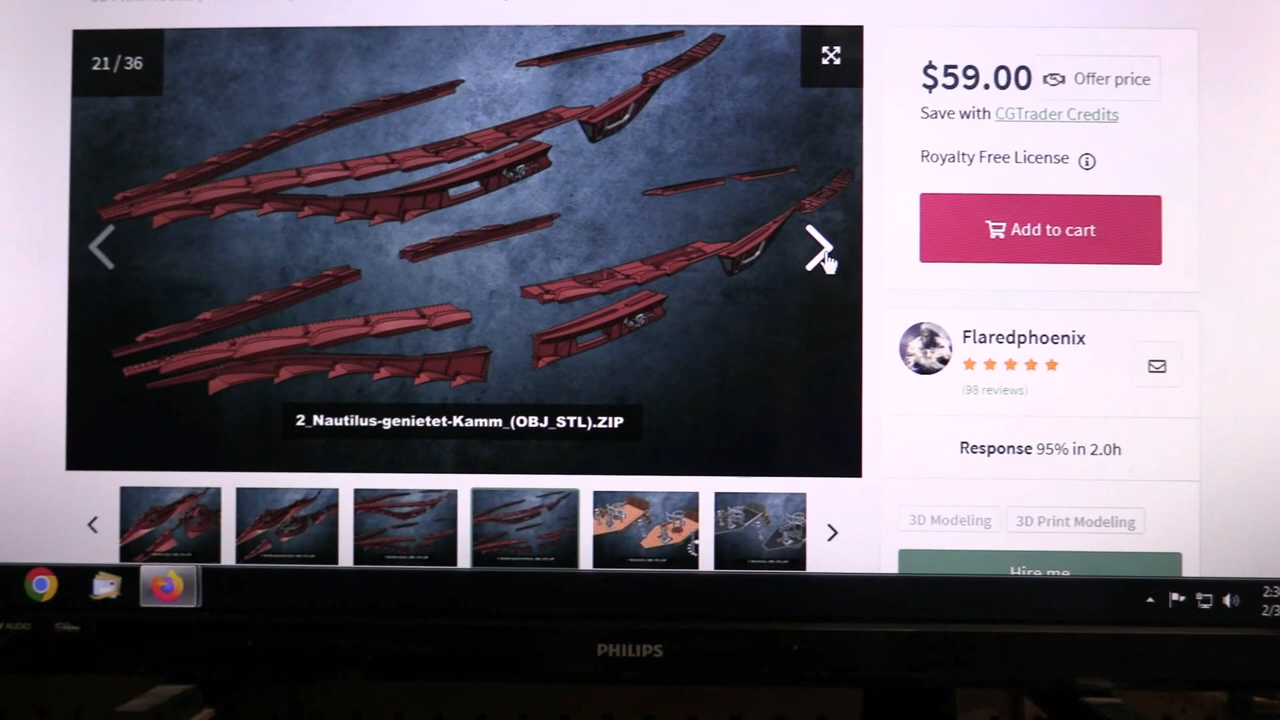 21 / 36
$59.00 Offer price
Save with CGTrader Credits
Royalty Free License
Add to cart
2_Nautilus-genietet-Kamm_(OBJ_STL).ZIP
Flaredphoenix
(98 reviews)
Response 95% in 2.0h
3D Modeling 3D Print Modeling
Hire me
AUDIO
PHILIPS